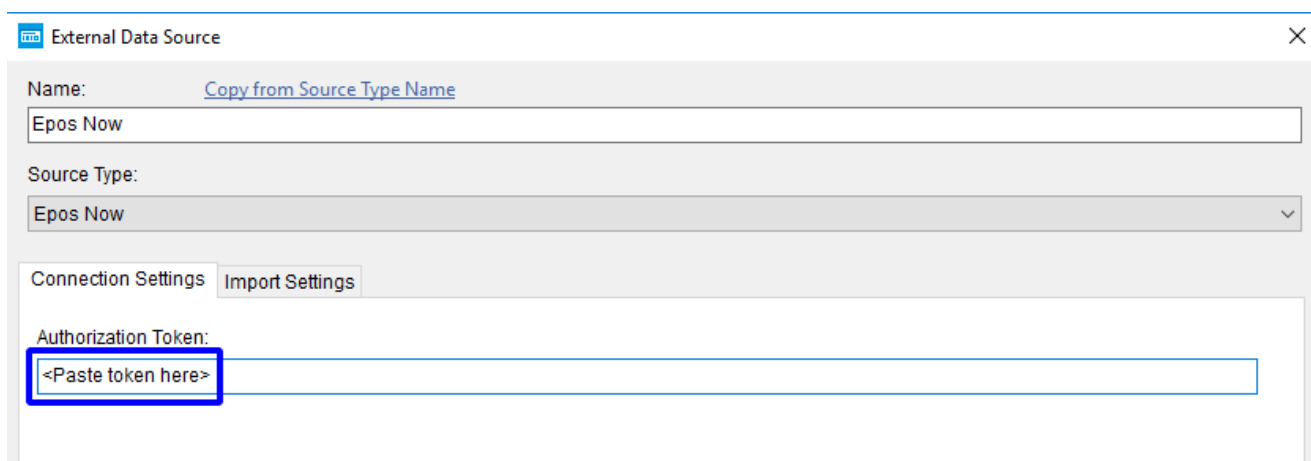 External Data Source
Name: Copy from Source Type Name
Epos Now
Source Type:
Epos Now
Connection Settings Import Settings
Authorization Token:
<Paste token here>